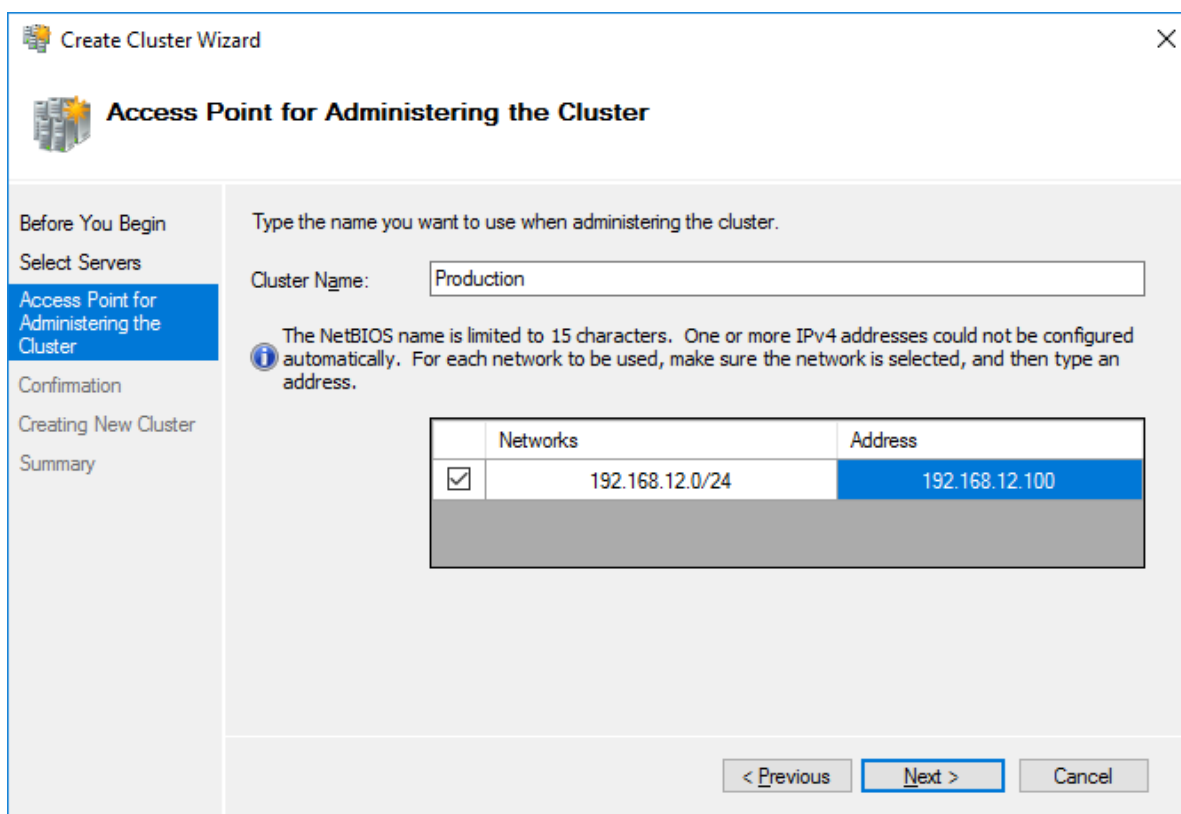 Create Cluster Wizard
Access Point for Administering the Cluster
Before You Begin
Select Servers
Access Point for
Administering the
Cluster
Confirmation
Creating New Cluster
Summary
Type the name you want to use when administering the cluster.
Cluster Name: Production
The NetBIOS name is limited to 15 characters.  One or more IPv4 addresses could not be configured
automatically.  For each network to be used, make sure the network is selected, and then type an
address.
Networks Address
192.168.12.0/24 192.168.12.100
< Previous Next > Cancel